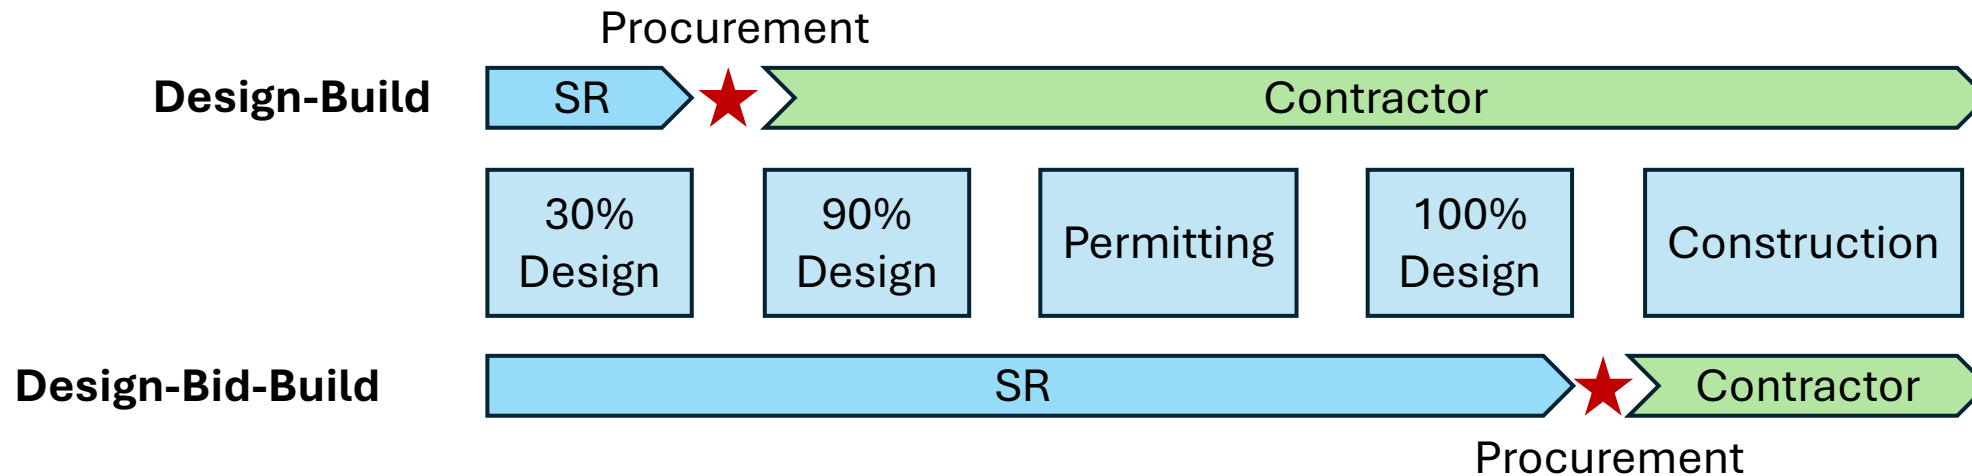 Procurement
Design-Build
SR
Contractor
30%
Design
90%
Design
Permitting
100%
Design
Construction
Design-Bid-Build
SR
Contractor
Procurement